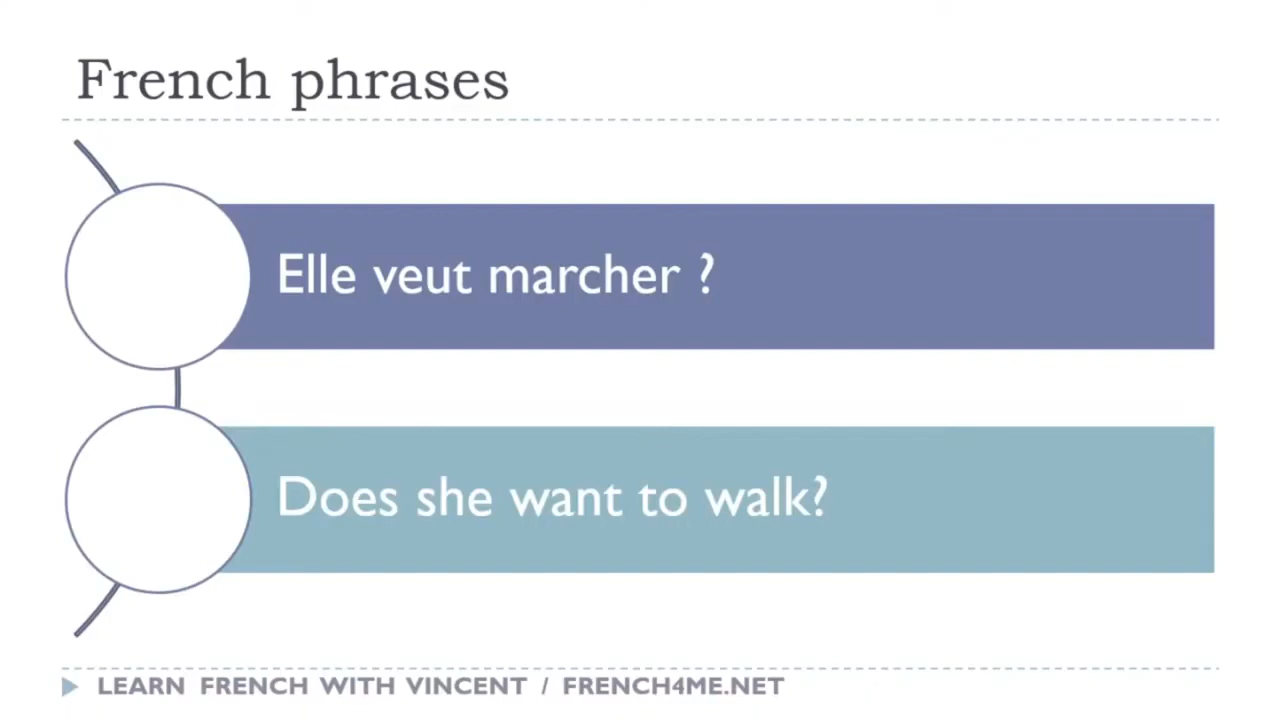 French phrases
Elle veut marcher ?
Does she want to walk?
LEARN FRENCH WITH VINCENT / FRENCH4ME.NET